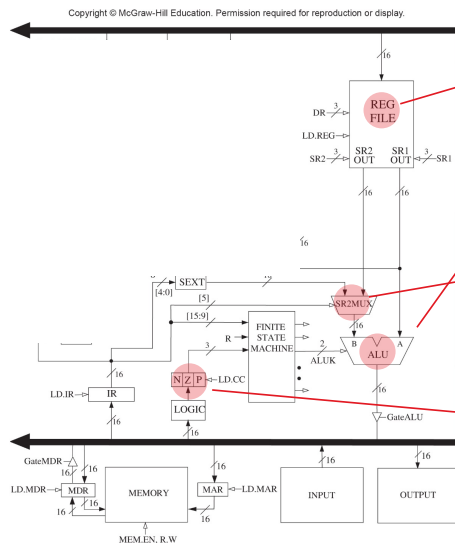 Copyright © McGraw-Hill Education. Permission required for reproduction or display.
16
REG
FILE
DR
3
LD.REG
SR2
OUT
SR1
OUT
SR2
3
3
SR1
16
16
16
SEXT
[4:0]
[5]
SR2MUX
[15:9]
16
FINITE
STATE
MACHINE
R
B
A
ALU
2
ALUK
3
16
N Z P
LD.CC
LD.IR
IR
LOGIC
16
GateALU
16
16
16
GateMDR
16
16
16
16
16
LD.MDR
MDR
MEMORY
MAR
LD.MAR
INPUT
OUTPUT
16
16
16
MEM.EN, R.W